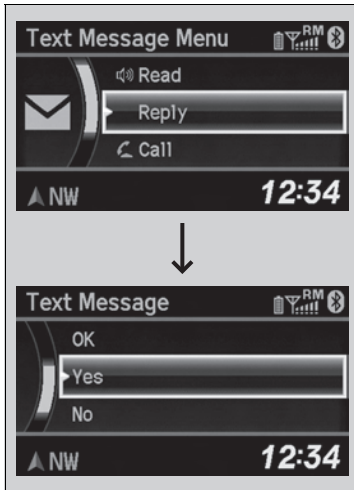 Text Message Menu RM
Read
Reply
Call
NW 12:34
Text Message RM
OK
Yes
No
NW 12:34